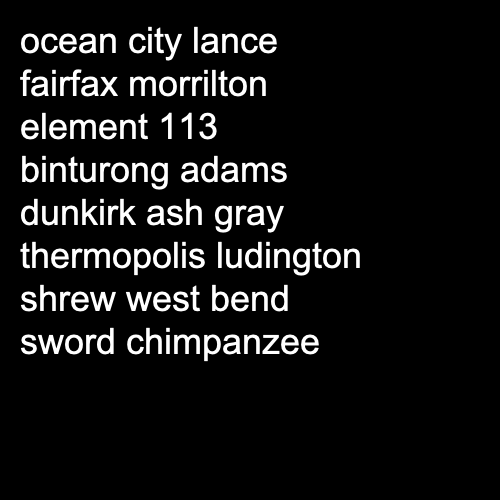 ocean city lance
fairfax morrilton
element 113
binturong adams
dunkirk ash gray
thermopolis ludington
shrew west bend
sword chimpanzee